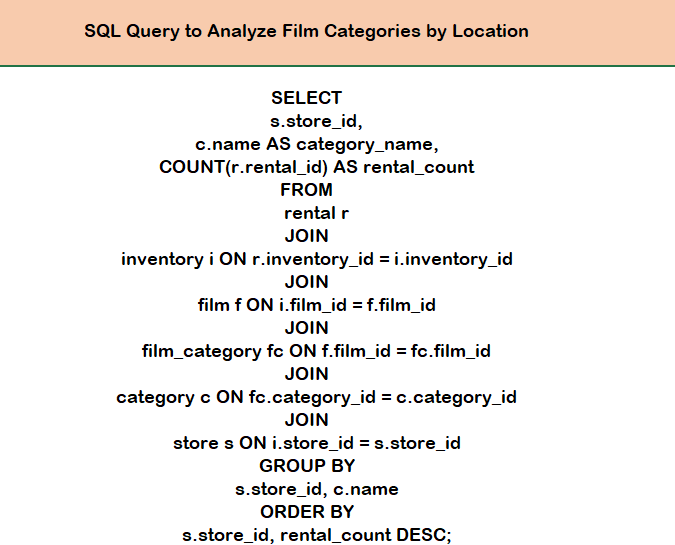 SQL Query to Analyze Film Categories by Location
SELECT
s.store_id,
c.name AS category_name,
COUNT(r.rental_id) AS rental_count
FROM
rental r
JOIN
inventory i ON r.inventory_id = i.inventory_id
JOIN
film f ON i.film_id = f.film_id
JOIN
film_category fc ON f.film_id = fc.film_id
JOIN
category c ON fc.category_id = c.category_id
JOIN
store s ON i.store_id = s.store_id
GROUP BY
s.store_id, c.name
ORDER BY
s.store_id, rental_count DESC;